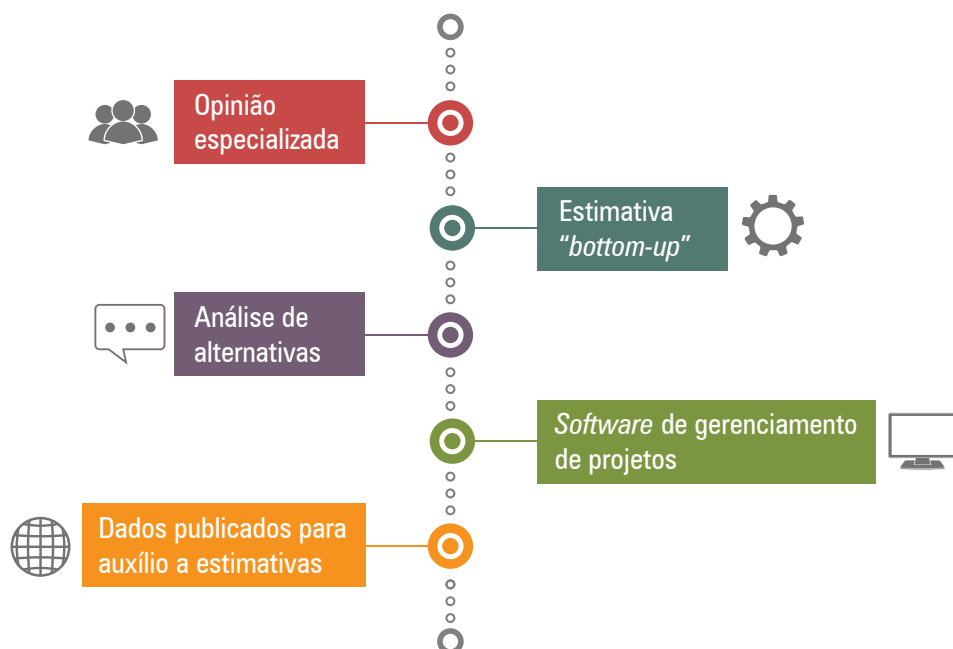 Opinião
especializada
Estimativa
“bottom-up”
Análise de
alternativas
Software de gerenciamento
de projetos
Dados publicados para
auxílio a estimativas